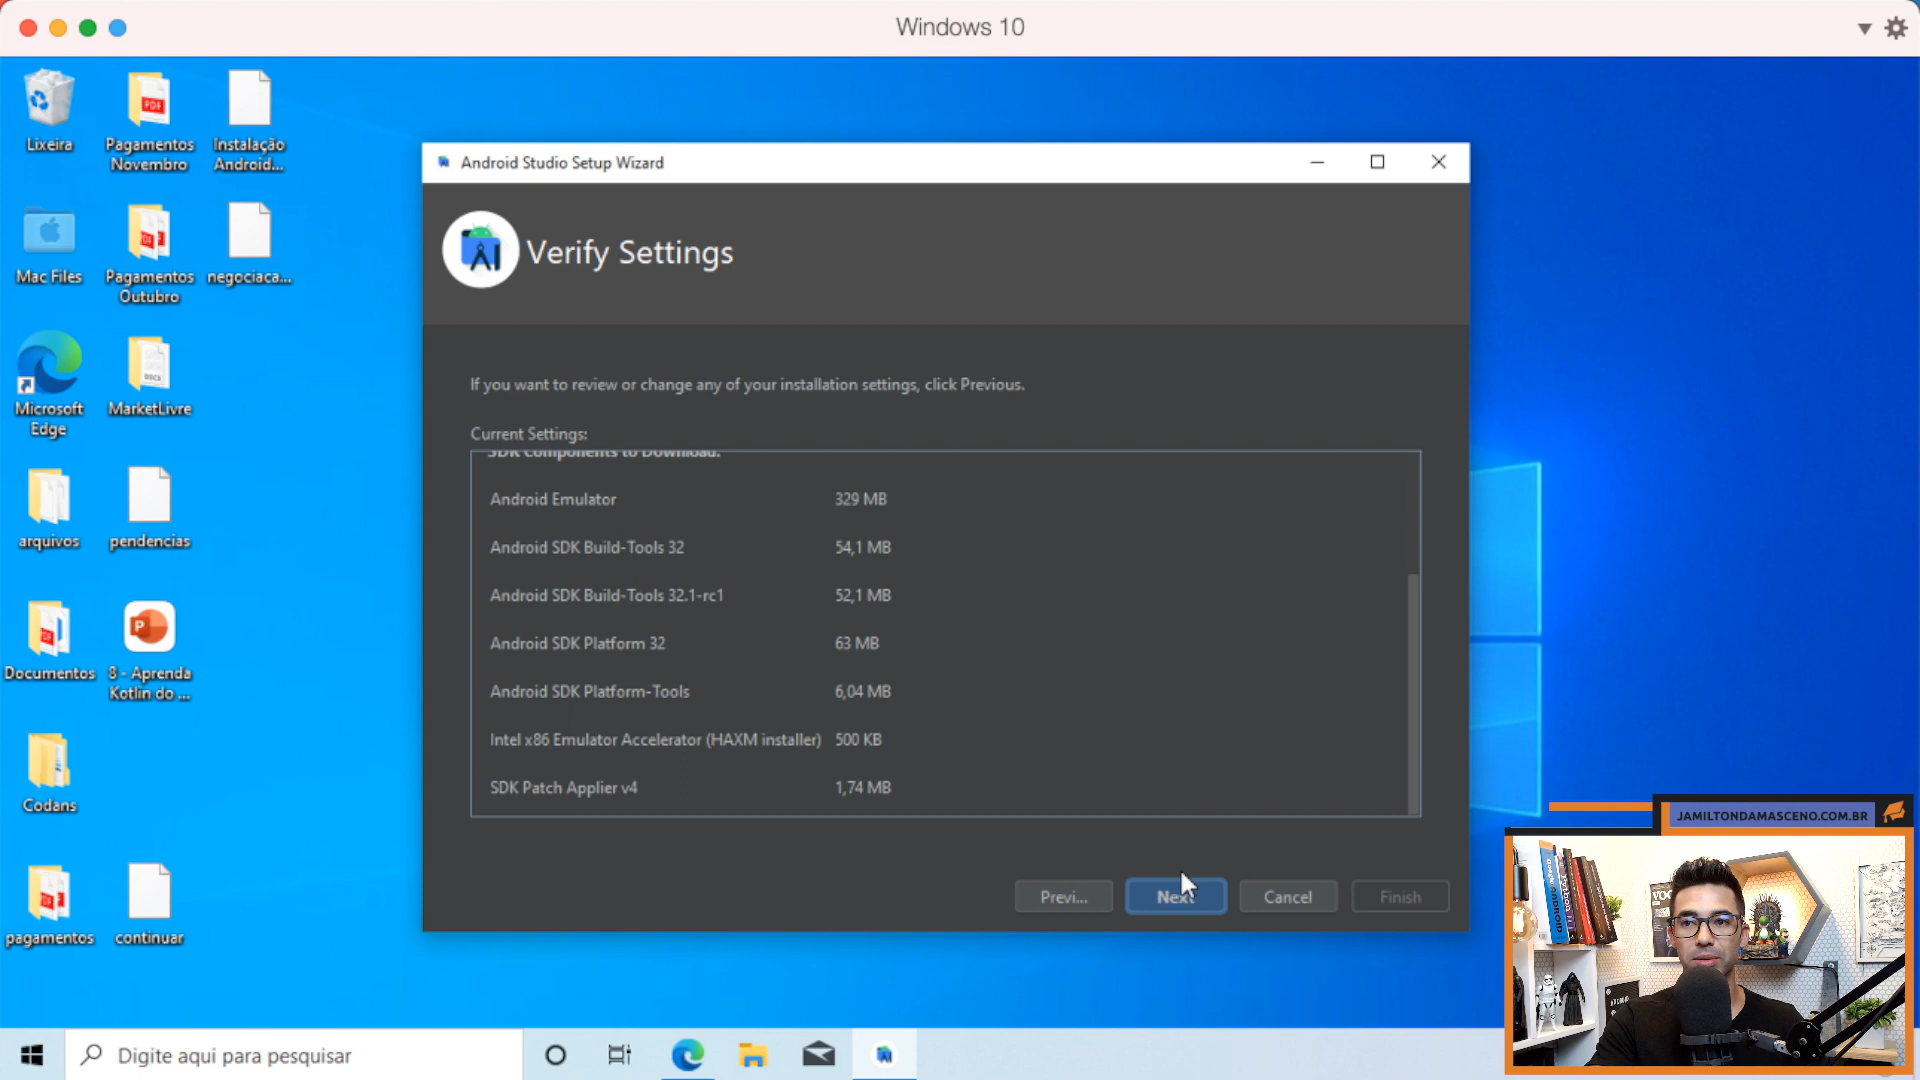 Windows 10
Lixeira
Pagamentos
Novembro
Instalação
Android...
Mac Files
Pagamentos
Outubro
negociaca...
Microsoft
Edge
MarketLivre
arquivos
pendencias
Documentos
8 - Aprenda
Kotlin do ...
Codans
pagamentos
continuar
Android Studio Setup Wizard
Verify Settings
If you want to review or change any of your installation settings, click Previous.
Current Settings:
SDK Components to Download:
Android Emulator 329 MB
Android SDK Build-Tools 32 54,1 MB
Android SDK Build-Tools 32.1-rc1 52,1 MB
Android SDK Platform 32 63 MB
Android SDK Platform-Tools 6,04 MB
Intel x86 Emulator Accelerator (HAXM installer) 500 KB
SDK Patch Applier v4 1,74 MB
Previ...
Next
Cancel
Finish
JAMILTONDAMASCENO.COM.BR
Digite aqui para pesquisar